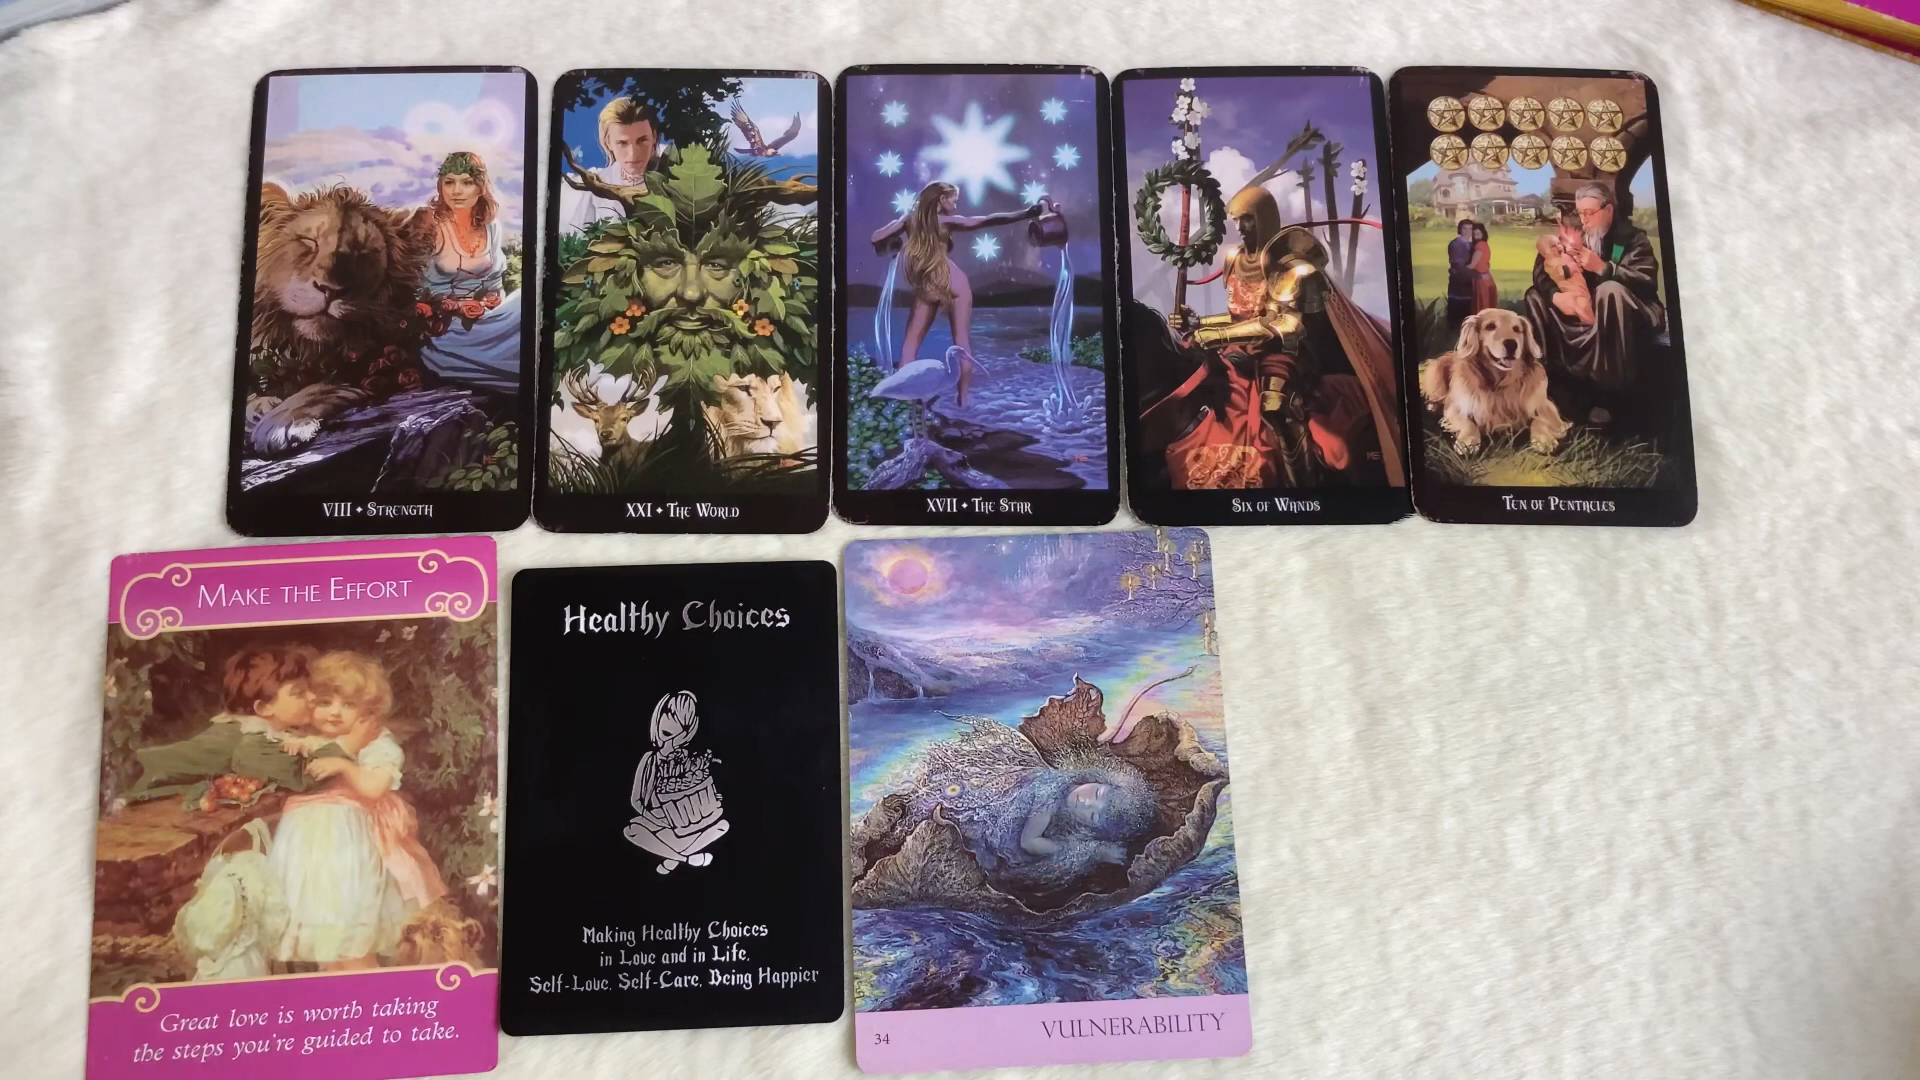 VIII ✦ Strength
XXI ✦ The World
XVII ✦ The Star
Six of Wands
Ten of Pentacles
Make the Effort
Great love is worth taking
the steps you're guided to take.
Healthy Choices
Making Healthy Choices
in Love and in Life.
Self-Love, Self-Care, Being Happier
34
VULNERABILITY